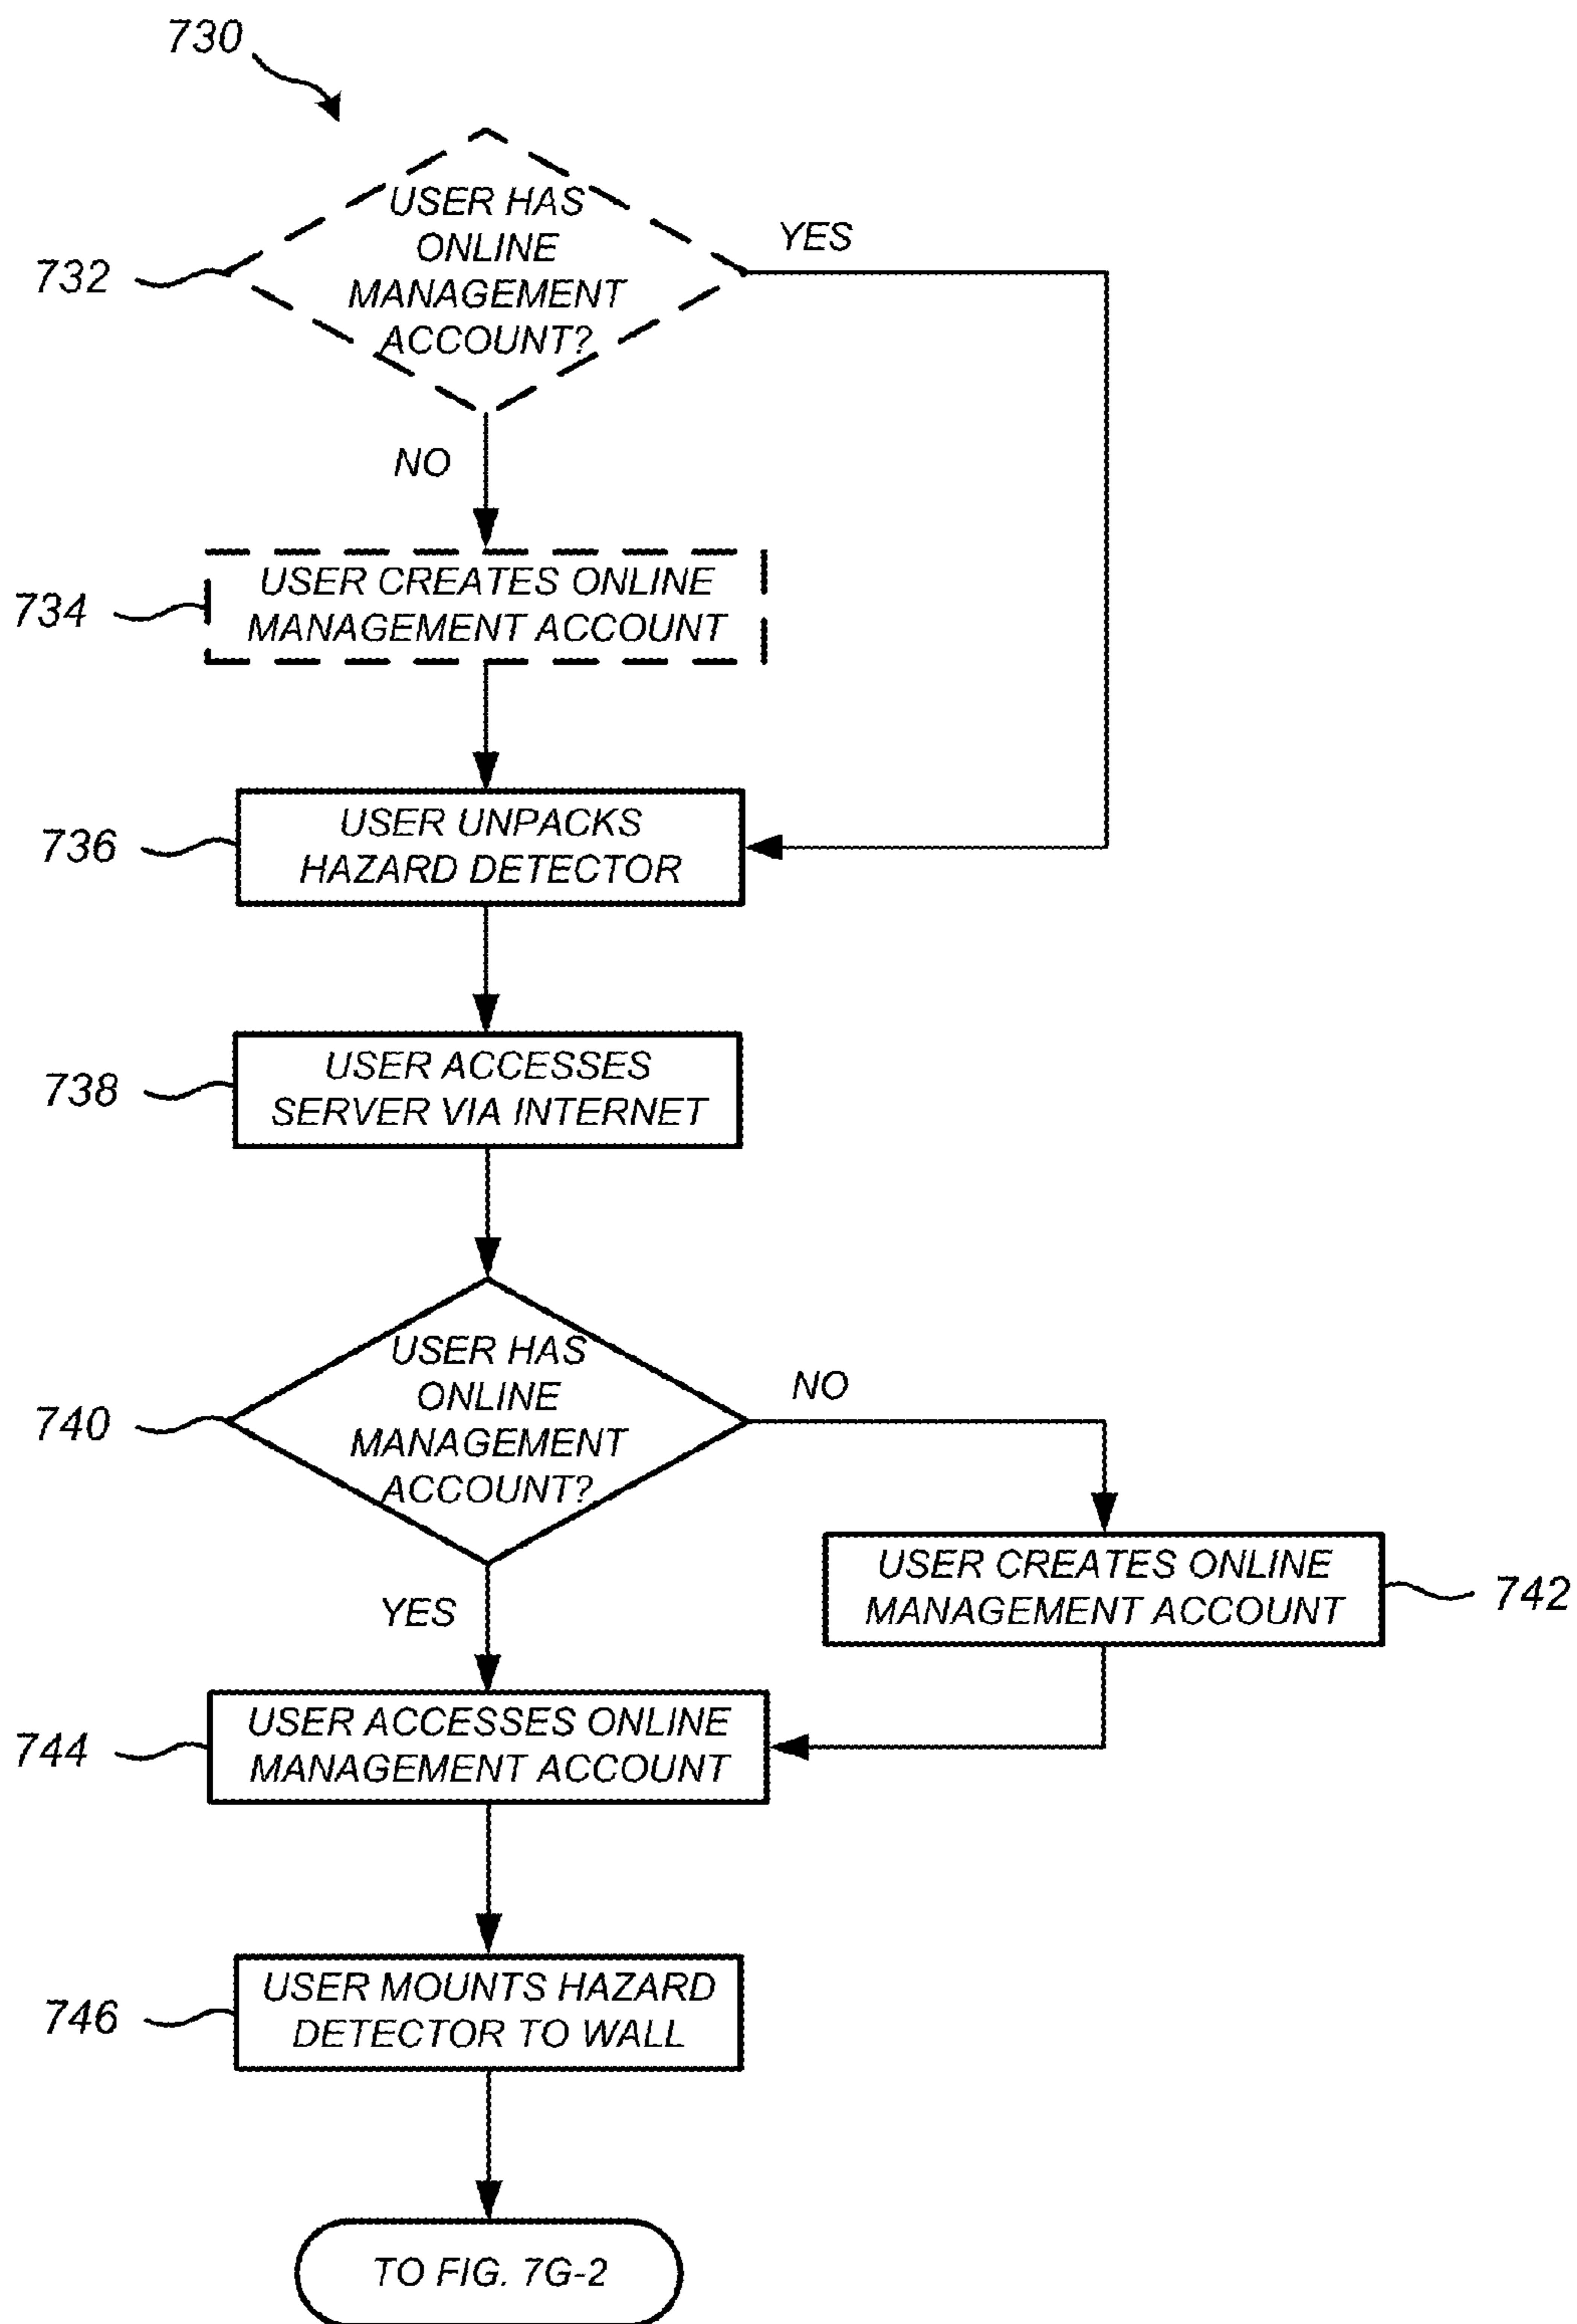 730
USER HAS
ONLINE
MANAGEMENT
ACCOUNT?
YES
732
NO
USER CREATES ONLINE
MANAGEMENT ACCOUNT
734
USER UNPACKS
HAZARD DETECTOR
736
USER ACCESSES
SERVER VIA INTERNET
738
USER HAS
ONLINE
MANAGEMENT
ACCOUNT?
NO
740
USER CREATES ONLINE
MANAGEMENT ACCOUNT
742
YES
USER ACCESSES ONLINE
MANAGEMENT ACCOUNT
744
USER MOUNTS HAZARD
DETECTOR TO WALL
746
TO FIG. 7G-2